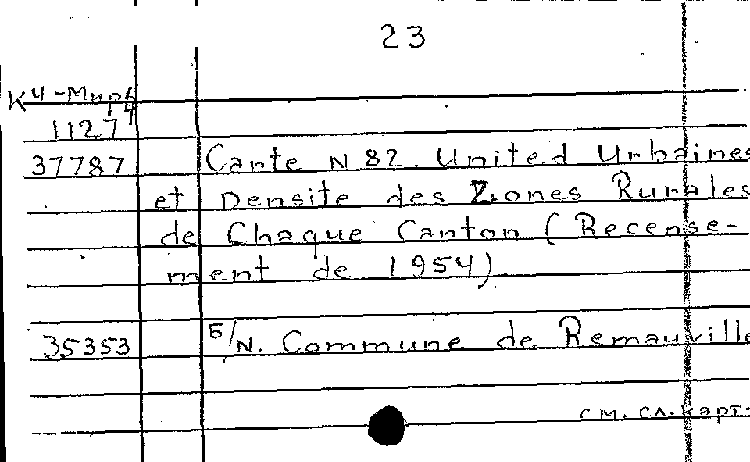 23
К4-Мирф
1127
37787 Carte N 82. United Urbaines
et Densite des Zones Rurales
de Chaque Canton (Recense-
ment de 1954)
35353 Б/N. Commune de Remauville
см. сл. карт.